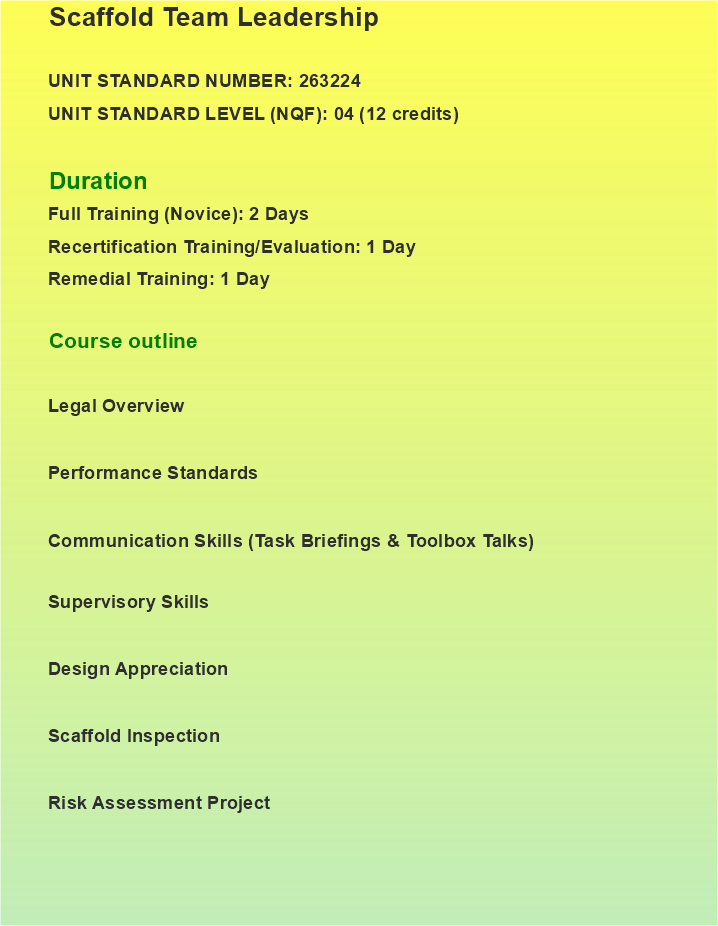 Scaffold Team Leadership
UNIT STANDARD NUMBER: 263224
UNIT STANDARD LEVEL (NQF): 04 (12 credits)
Duration
Full Training (Novice): 2 Days
Recertification Training/Evaluation: 1 Day
Remedial Training: 1 Day
Course outline
Legal Overview
Performance Standards
Communication Skills (Task Briefings & Toolbox Talks)
Supervisory Skills
Design Appreciation
Scaffold Inspection
Risk Assessment Project